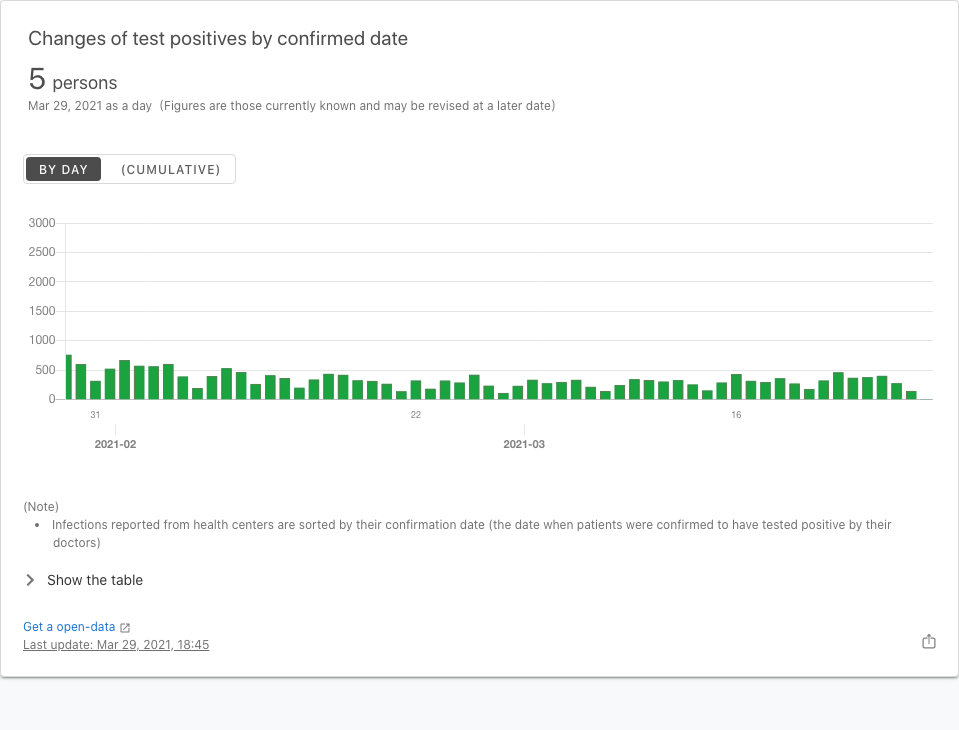 Changes of test positives by confirmed date
5 persons
Mar 29, 2021 as a day (Figures are those currently known and may be revised at a later date)
BY DAY (CUMULATIVE)
3000
2500
2000
1500
1000
500
0
31 22 16
2021-02 2021-03
(Note)
• Infections reported from health centers are sorted by their confirmation date (the date when patients were confirmed to have tested positive by their
doctors)
Show the table
Get a open-data
Last update: Mar 29, 2021, 18:45